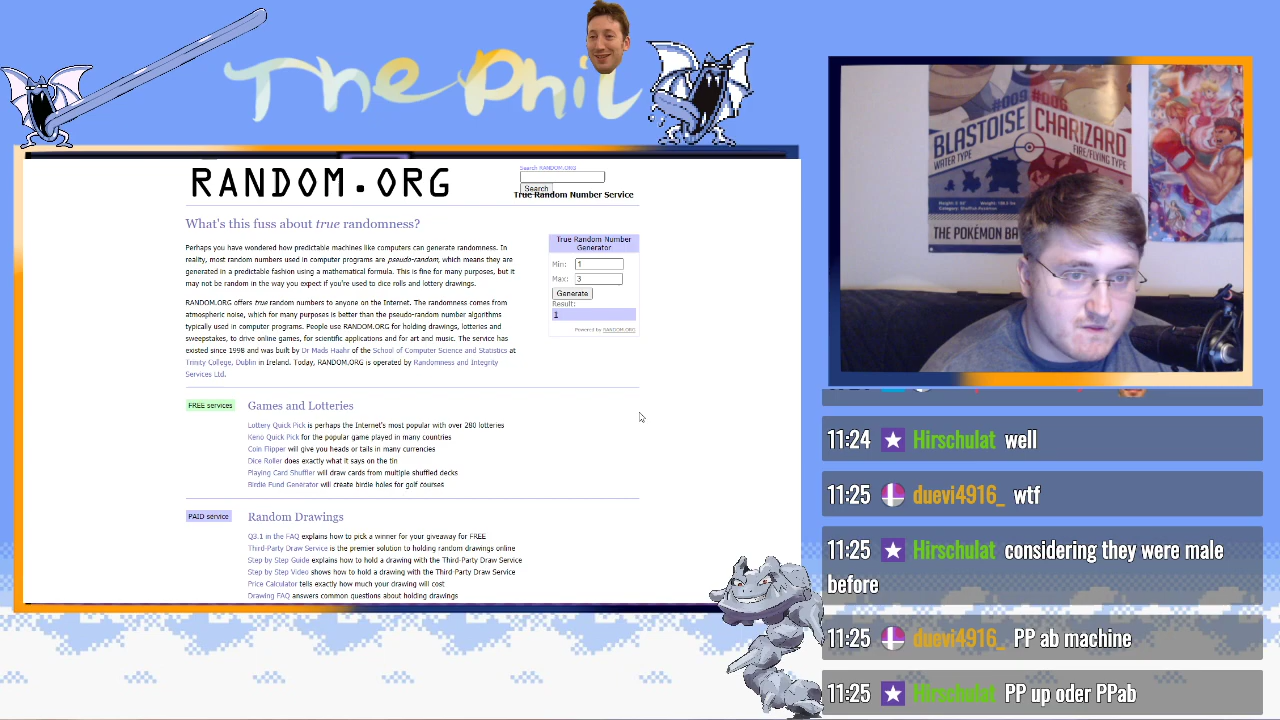 The Phil
RANDOM.ORG
Search RANDOM.ORG
Search
True Random Number Service
What's this fuss about true randomness?
Perhaps you have wondered how predictable machines like computers can generate randomness. In
reality, most random numbers used in computer programs are pseudo-random, which means they are
generated in a predictable fashion using a mathematical formula. This is fine for many purposes, but it
may not be random in the way you expect if you're used to dice rolls and lottery drawings.
RANDOM.ORG offers true random numbers to anyone on the Internet. The randomness comes from
atmospheric noise, which for many purposes is better than the pseudo-random number algorithms
typically used in computer programs. People use RANDOM.ORG for holding drawings, lotteries and
sweepstakes, to drive online games, for scientific applications and for art and music. The service has
existed since 1998 and was built by Dr Mads Haahr of the School of Computer Science and Statistics at
Trinity College, Dublin in Ireland. Today, RANDOM.ORG is operated by Randomness and Integrity
Services Ltd.
True Random Number
Generator
Min: 1
Max: 3
Generate
Result:
1
Powered by RANDOM.ORG
FREE services
Games and Lotteries
Lottery Quick Pick is perhaps the Internet's most popular with over 280 lotteries
Keno Quick Pick for the popular game played in many countries
Coin Flipper will give you heads or tails in many currencies
Dice Roller does exactly what it says on the tin
Playing Card Shuffler will draw cards from multiple shuffled decks
Birdie Fund Generator will create birdie holes for golf courses
PAID service
Random Drawings
Q3.1 in the FAQ explains how to pick a winner for your giveaway for FREE
Third-Party Draw Service is the premier solution to holding random drawings online
Step by Step Guide explains how to hold a drawing with the Third-Party Draw Service
Step by Step Video shows how to hold a drawing with the Third-Party Draw Service
Price Calculator tells exactly how much your drawing will cost
Drawing FAQ answers common questions about holding drawings
#009 #006
BLASTOISE CHARIZARD
WATER TYPE FIRE/FLYING TYPE
THE POKÉMON BA
11:24 Hirschulat well
11:25 duevi4916_ wtf
11:25 Hirschulat considering they were male
before
11:25 duevi4916_ PP ab machine
11:25 Hirschulat PP up oder PPab